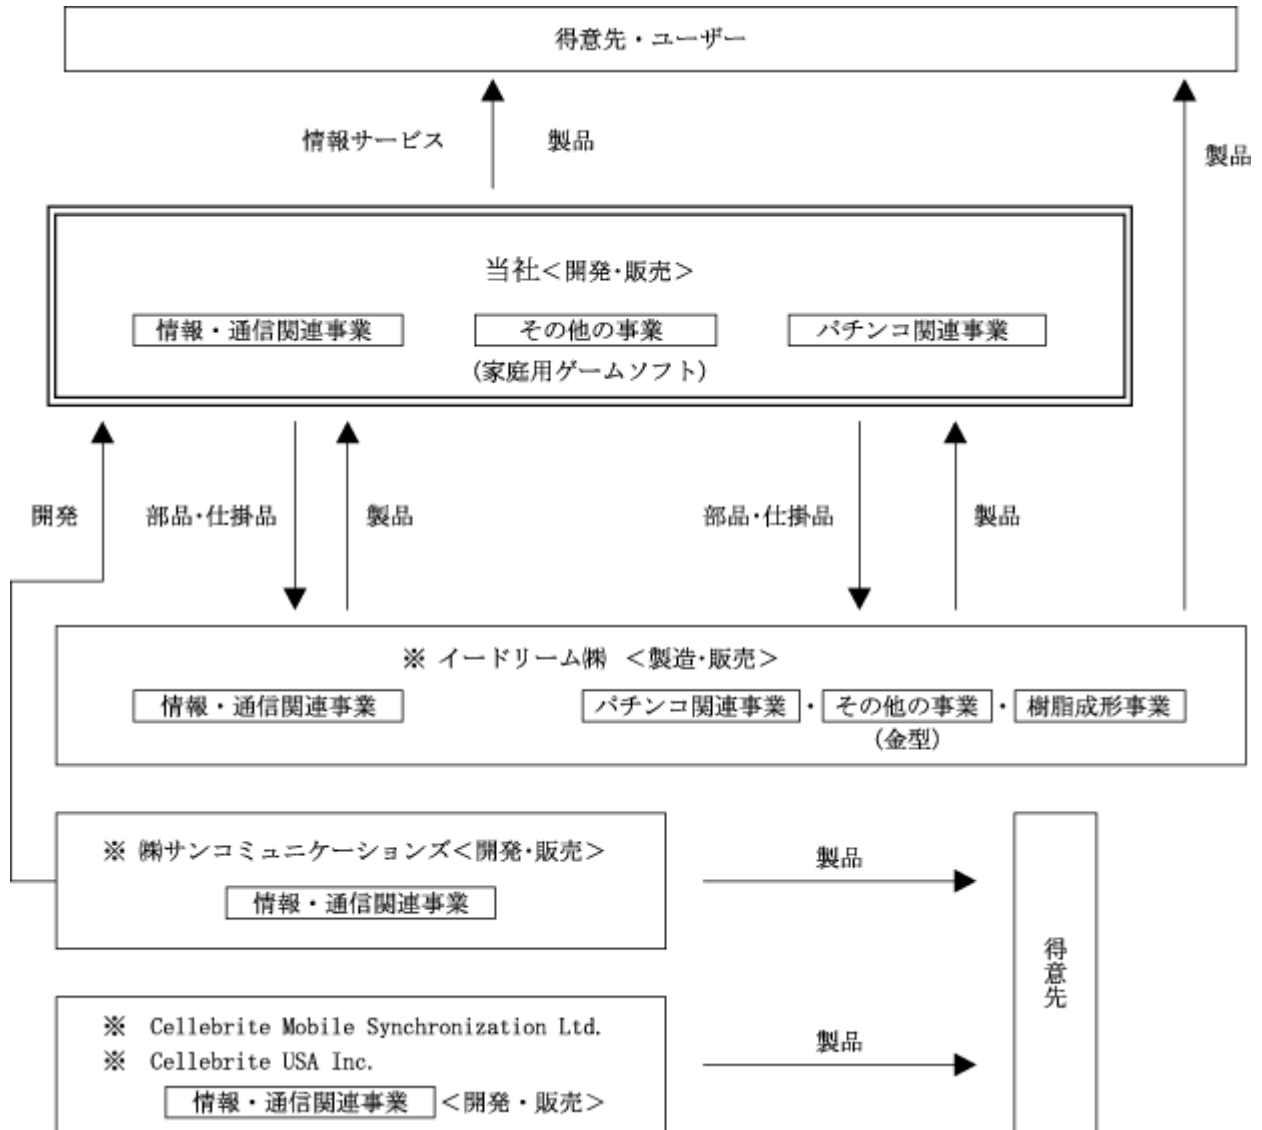 得意先・ユーザー
情報サービス 製品
製品
当社＜開発・販売＞
情報・通信関連事業 その他の事業 パチンコ関連事業
(家庭用ゲームソフト)
開発 部品・仕掛品 製品 部品・仕掛品 製品
※ イードリーム㈱ ＜製造・販売＞
情報・通信関連事業 パチンコ関連事業・その他の事業・樹脂成形事業
(金型)
※ ㈱サンコミュニケーションズ＜開発・販売＞
製品
情報・通信関連事業
得意先
※ Cellebrite Mobile Synchronization Ltd.
製品
※ Cellebrite USA Inc.
情報・通信関連事業 ＜開発・販売＞